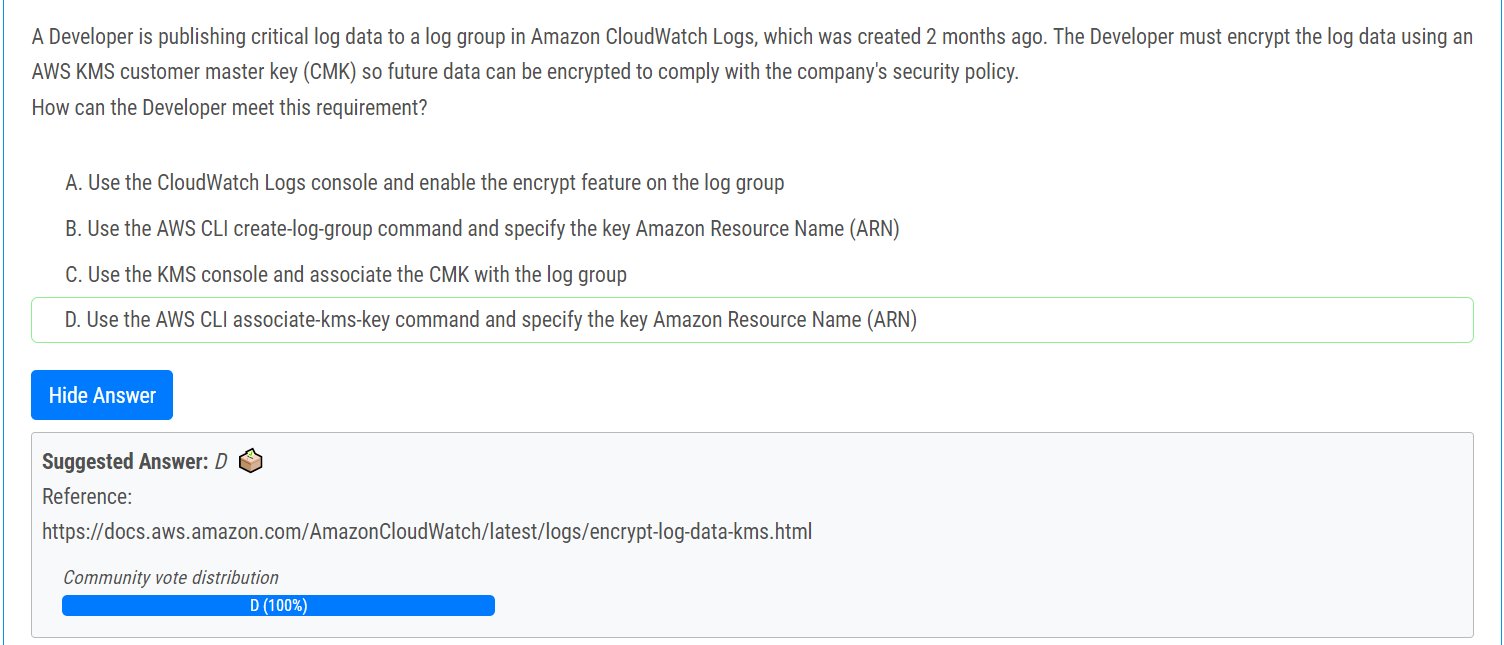 A Developer is publishing critical log data to a log group in Amazon CloudWatch Logs, which was created 2 months ago. The Developer must encrypt the log data using an
AWS KMS customer master key (CMK) so future data can be encrypted to comply with the company's security policy.
How can the Developer meet this requirement?
A. Use the CloudWatch Logs console and enable the encrypt feature on the log group
B. Use the AWS CLI create-log-group command and specify the key Amazon Resource Name (ARN)
C. Use the KMS console and associate the CMK with the log group
D. Use the AWS CLI associate-kms-key command and specify the key Amazon Resource Name (ARN)
Hide Answer
Suggested Answer: D
Reference:
https://docs.aws.amazon.com/AmazonCloudWatch/latest/logs/encrypt-log-data-kms.html
Community vote distribution
D (100%)